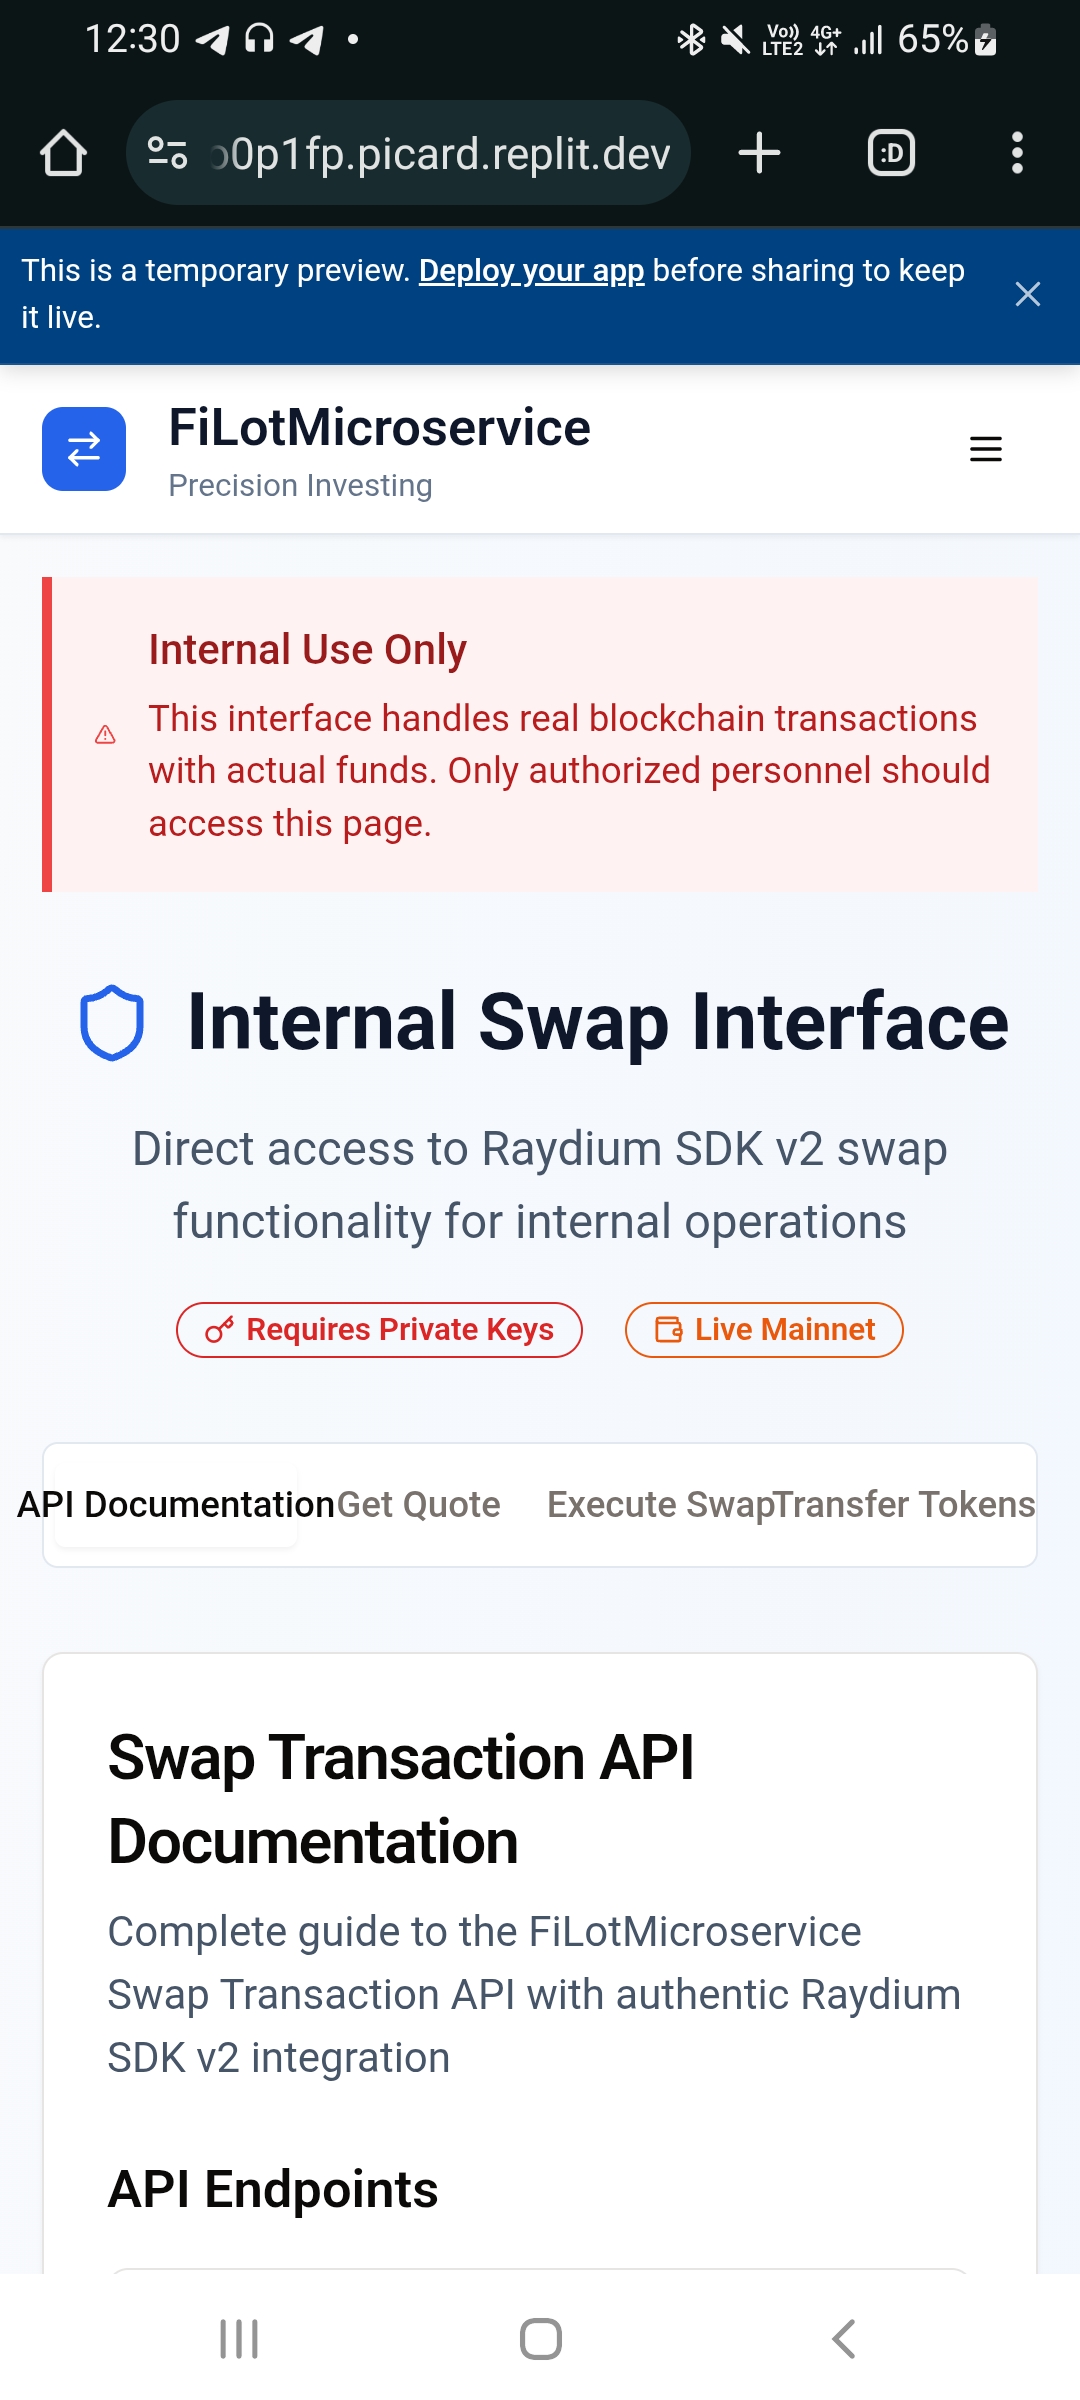 12:30
Vo)) LTE2 4G+ 65%
0p1fp.picard.replit.dev
:D
This is a temporary preview. Deploy your app before sharing to keep
it live.
FiLotMicroservice
Precision Investing
Internal Use Only
This interface handles real blockchain transactions
with actual funds. Only authorized personnel should
access this page.
Internal Swap Interface
Direct access to Raydium SDK v2 swap
functionality for internal operations
Requires Private Keys
Live Mainnet
API Documentation Get Quote Execute Swap Transfer Tokens
Swap Transaction API
Documentation
Complete guide to the FiLotMicroservice
Swap Transaction API with authentic Raydium
SDK v2 integration
API Endpoints